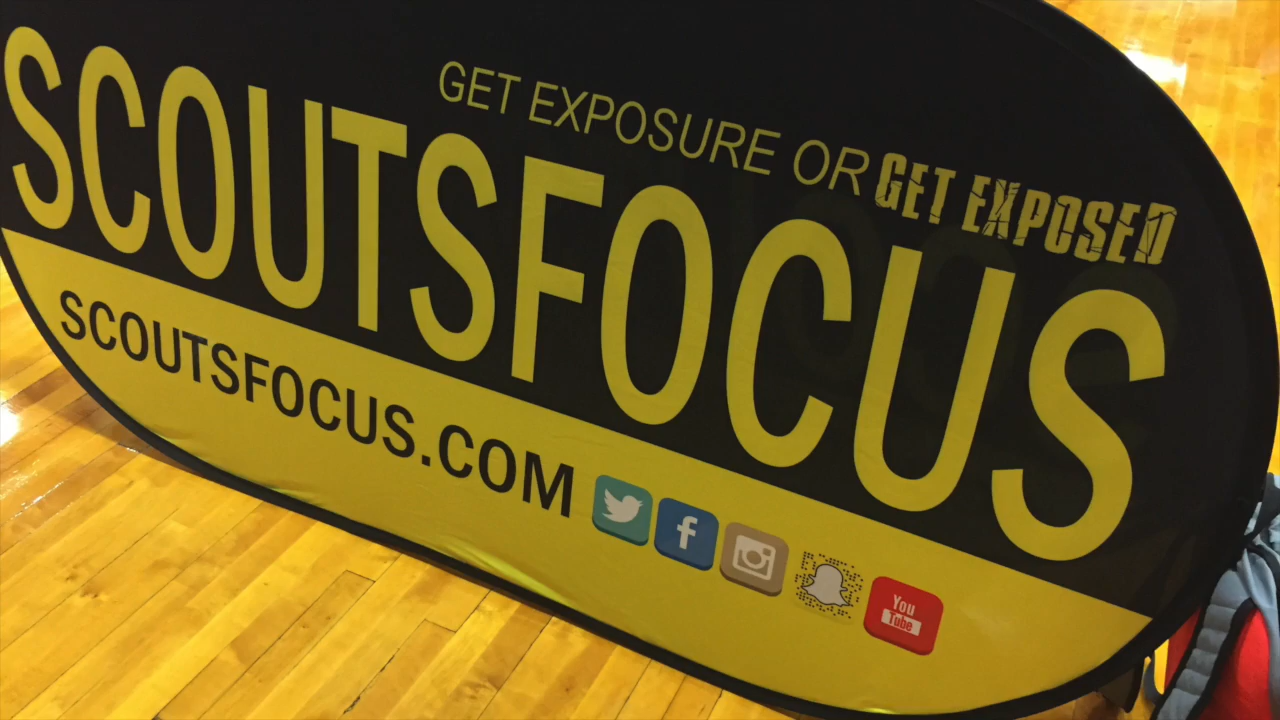 GET EXPOSURE OR GET EXPOSED
SCOUTSFOCUS
SCOUTSFOCUS.COM
f
You
Tube